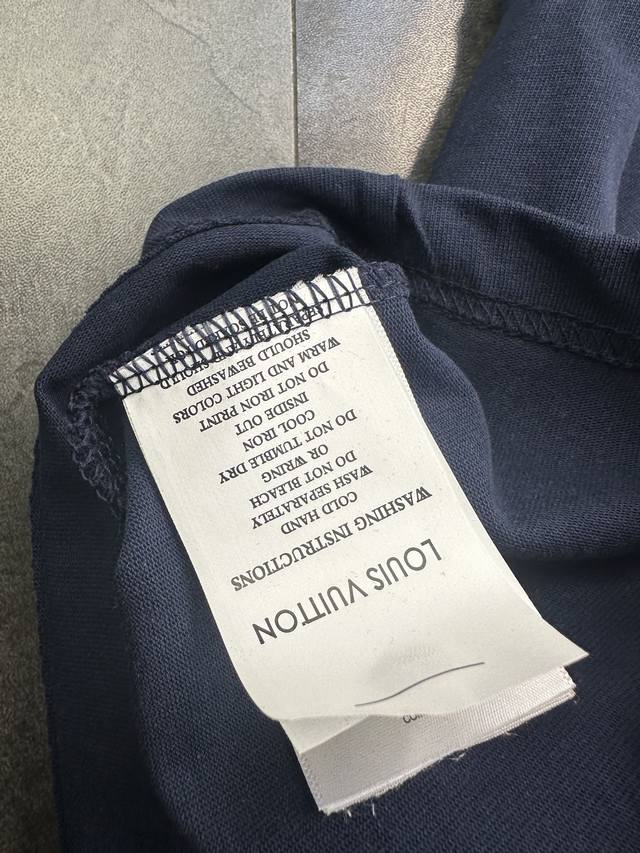 LOUIS VUITTON
WASHING INSTRUCTIONS
COLD HAND
WASH SEPARATELY
DO NOT BLEACH
OR WRING
DO NOT TUMBLE DRY
COOL IRON
INSIDE OUT
DO NOT IRON PRINT
WARM AND LIGHT COLORS
SHOULD BEWASHED